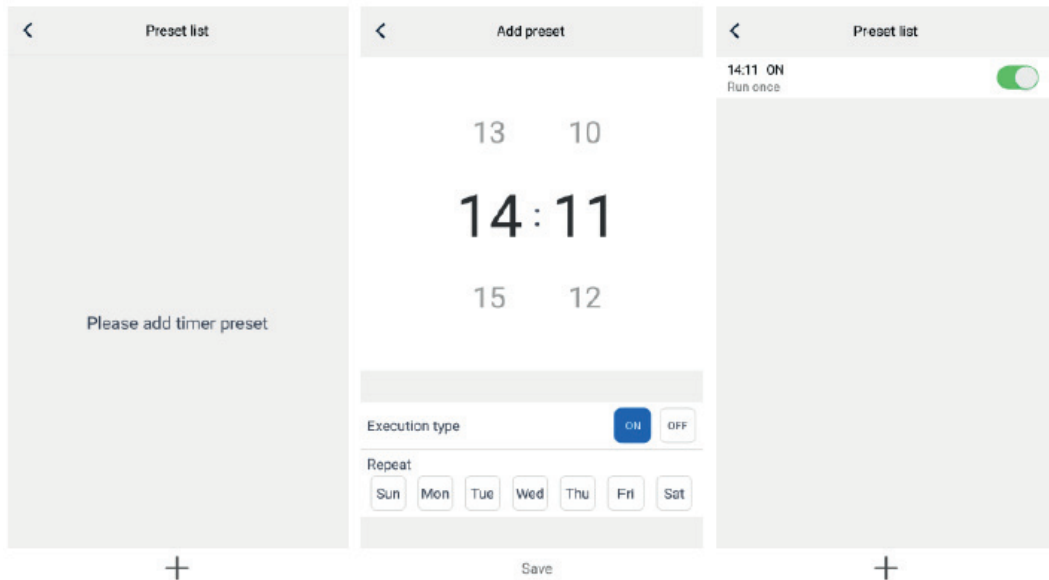 Preset list
Please add timer preset
+
Add preset
13 10
14 : 11
15 12
Execution type ON OFF
Repeat
Sun Mon Tue Wed Thu Fri Sat
Save
Preset list
14:11 ON
Run once
+